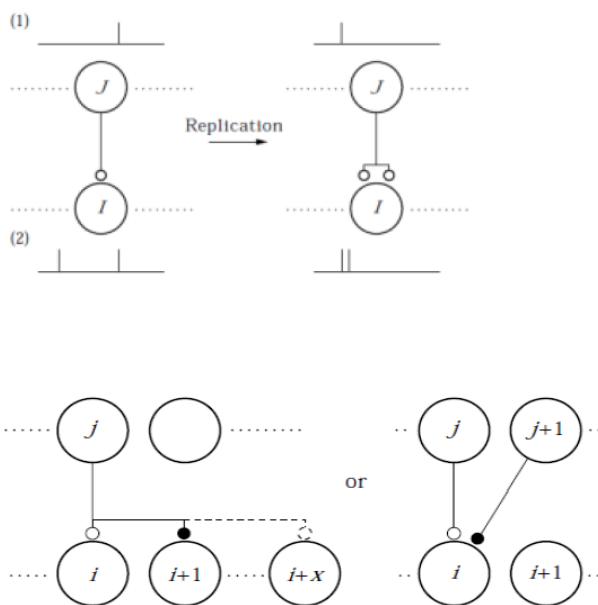 (1)
J J
Replication
I I
(2)
j j j+1
or
i i+1 i+x i i+1